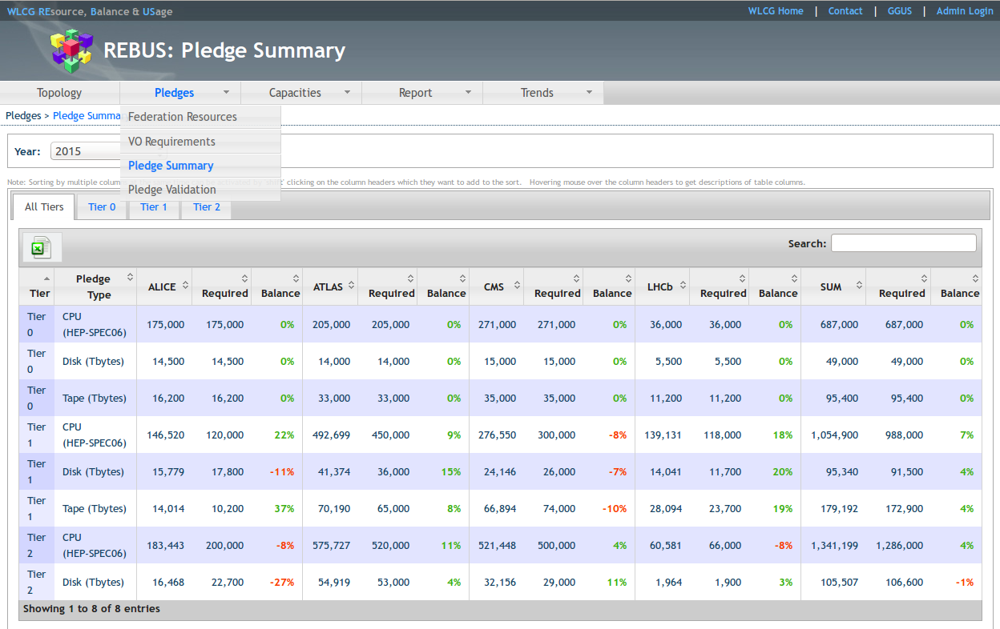 WLCG REsource, Balance & USage
WLCG Home | Contact | GGUS | Admin Login
REBUS: Pledge Summary
Topology Pledges Capacities Report Trends
Pledges > Pledge Summa
Federation Resources
VO Requirements
Pledge Summary
Pledge Validation
Year: 2015
Note: Sorting by multiple colum clicking on the column headers which they want to add to the sort. Hovering mouse over the column headers to get descriptions of table columns.
All Tiers Tier 0 Tier 1 Tier 2
Search:
Tier Pledge Type ALICE Required Balance ATLAS Required Balance CMS Required Balance LHCb Required Balance SUM Required Balance
Tier 0 CPU (HEP-SPEC06) 175,000 175,000 0% 205,000 205,000 0% 271,000 271,000 0% 36,000 36,000 0% 687,000 687,000 0%
Tier 0 Disk (Tbytes) 14,500 14,500 0% 14,000 14,000 0% 15,000 15,000 0% 5,500 5,500 0% 49,000 49,000 0%
Tier 0 Tape (Tbytes) 16,200 16,200 0% 33,000 33,000 0% 35,000 35,000 0% 11,200 11,200 0% 95,400 95,400 0%
Tier 1 CPU (HEP-SPEC06) 146,520 120,000 22% 492,699 450,000 9% 276,550 300,000 -8% 139,131 118,000 18% 1,054,900 988,000 7%
Tier 1 Disk (Tbytes) 15,779 17,800 -11% 41,374 36,000 15% 24,146 26,000 -7% 14,041 11,700 20% 95,340 91,500 4%
Tier 1 Tape (Tbytes) 14,014 10,200 37% 70,190 65,000 8% 66,894 74,000 -10% 28,094 23,700 19% 179,192 172,900 4%
Tier 2 CPU (HEP-SPEC06) 183,443 200,000 -8% 575,727 520,000 11% 521,448 500,000 4% 60,581 66,000 -8% 1,341,199 1,286,000 4%
Tier 2 Disk (Tbytes) 16,468 22,700 -27% 54,919 53,000 4% 32,156 29,000 11% 1,964 1,900 3% 105,507 106,600 -1%
Showing 1 to 8 of 8 entries